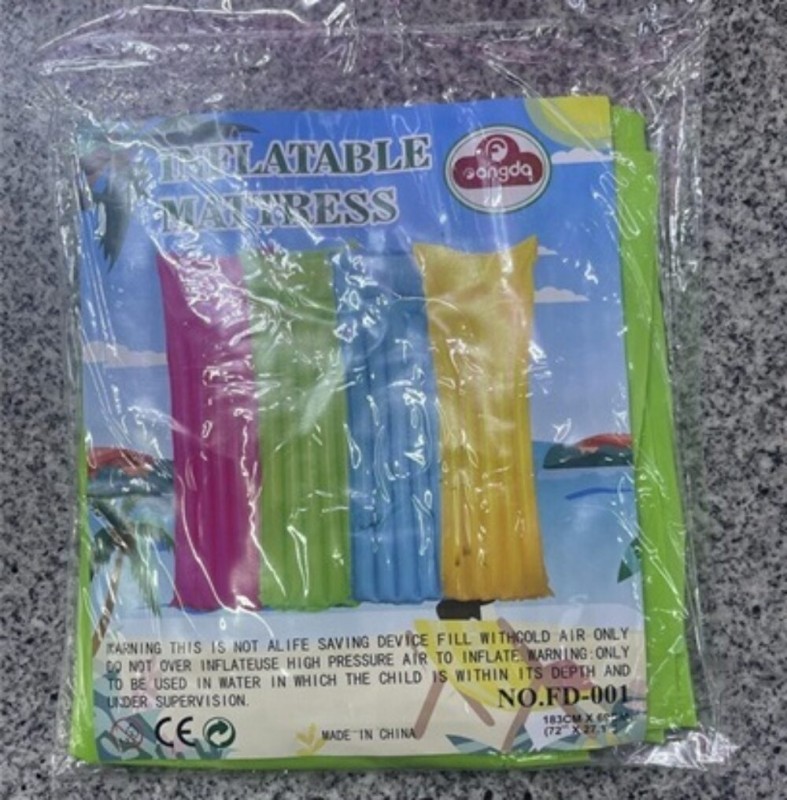 INFLATABLE
MATTRESS
WARNING THIS IS NOT ALIFE SAVING DEVICE FILL WITHCOLD AIR ONLY
DO NOT OVER INFLATEUSE HIGH PRESSURE AIR TO INFLATE WARNING:ONLY
TO BE USED IN WATER IN WHICH THE CHILD IS WITHIN ITS DEPTH AND
UNDER SUPERVISION.
NO.FD-001
CE
MADE IN CHINA
183CM X
(72" X